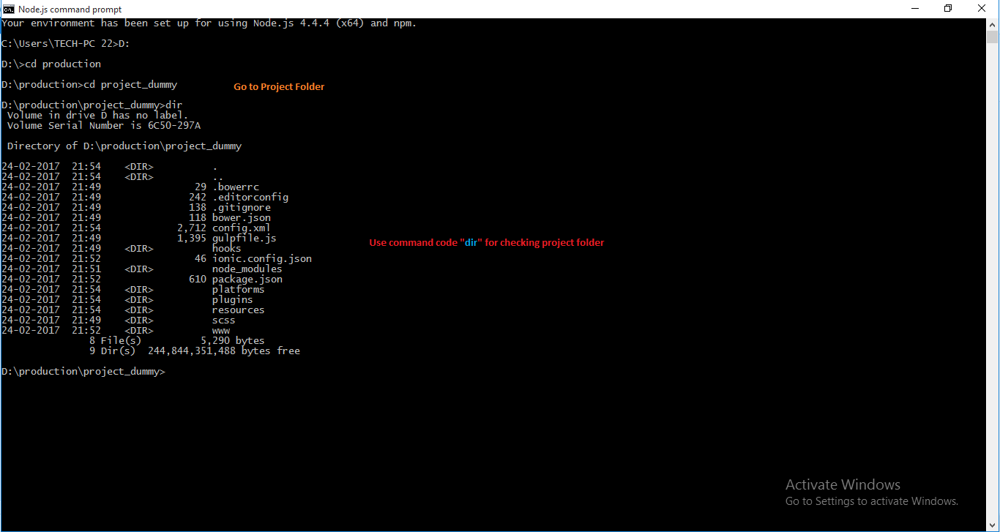 Node.js command prompt
Your environment has been set up for using Node.js 4.4.4 (x64) and npm.
C:\Users\TECH-PC 22>D:
D:\>cd production
D:\production>cd project_dummy
Go to Project Folder
D:\production\project_dummy>dir
 Volume in drive D has no label.
 Volume Serial Number is 6C50-297A
 Directory of D:\production\project_dummy
24-02-2017  21:54    <DIR>          .
24-02-2017  21:54    <DIR>          ..
24-02-2017  21:49                29 .bowerrc
24-02-2017  21:49               242 .editorconfig
24-02-2017  21:49               138 .gitignore
24-02-2017  21:49               118 bower.json
24-02-2017  21:54             2,712 config.xml
24-02-2017  21:49             1,395 gulpfile.js
Use command code "dir" for checking project folder
24-02-2017  21:49    <DIR>          hooks
24-02-2017  21:52                46 ionic.config.json
24-02-2017  21:51    <DIR>          node_modules
24-02-2017  21:52               610 package.json
24-02-2017  21:54    <DIR>          platforms
24-02-2017  21:54    <DIR>          plugins
24-02-2017  21:54    <DIR>          resources
24-02-2017  21:49    <DIR>          scss
24-02-2017  21:52    <DIR>          www
               8 File(s)          5,290 bytes
               9 Dir(s)  244,844,351,488 bytes free
D:\production\project_dummy>
Activate Windows
Go to Settings to activate Windows.